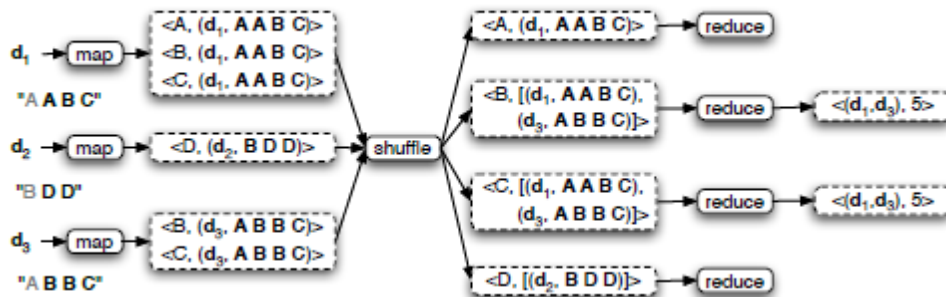 d1 map <A, (d1, A A B C)>
<B, (d1, A A B C)>
<C, (d1, A A B C)>
"A A B C"
d2 map <D, (d2, B D D)>
"B D D"
d3 map <B, (d3, A B B C)>
<C, (d3, A B B C)>
"A B B C"
shuffle
<A, (d1, A A B C)> reduce
<B, [(d1, A A B C),
(d3, A B B C)]> reduce <(d1,d3), 5>
<C, [(d1, A A B C),
(d3, A B B C)]> reduce <(d1,d3), 5>
<D, [(d2, B D D)]> reduce